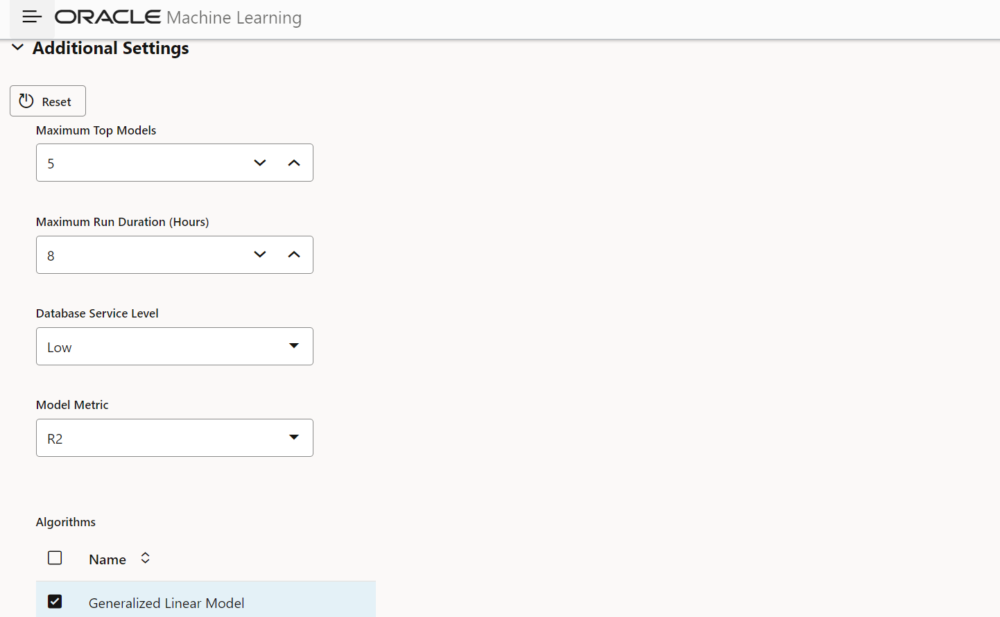 ORACLE Machine Learning
Additional Settings
Reset
Maximum Top Models
5
Maximum Run Duration (Hours)
8
Database Service Level
Low
Model Metric
R2
Algorithms
Name
Generalized Linear Model